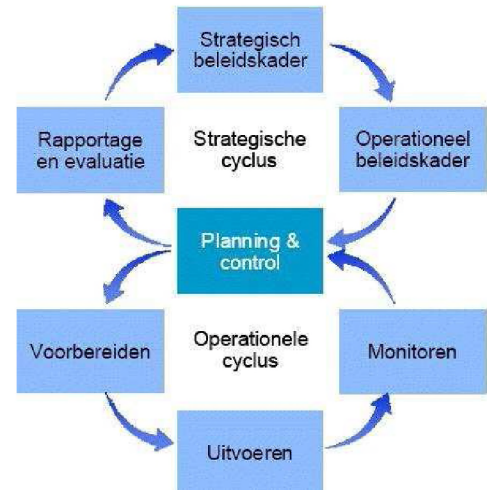 Strategisch
beleidskader
Rapportage
en evaluatie
Strategische
cyclus
Operationeel
beleidskader
Planning &
control
Voorbereiden
Operationele
cyclus
Monitoren
Uitvoeren